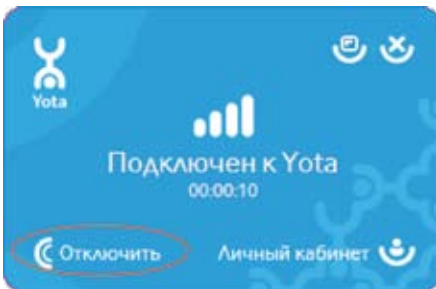 Yota
Подключен к Yota
00:00:10
Отключить
Личный кабинет